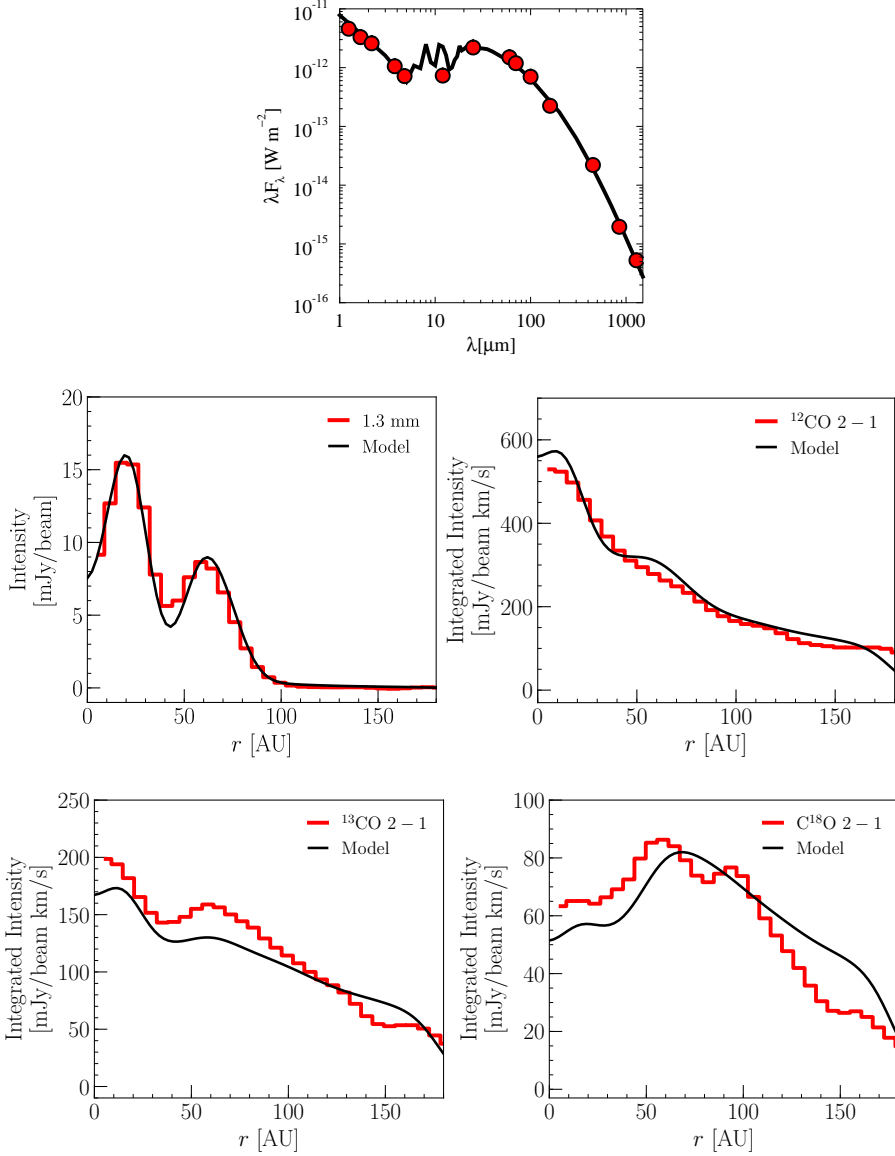 10⁻¹¹
10⁻¹²
10⁻¹³
10⁻¹⁴
10⁻¹⁵
10⁻¹⁶
λF_λ [W m⁻²]
1 10 100 1000
λ[μm]
20
15
10
5
0
Intensity
[mJy/beam]
1.3 mm
Model
0 50 100 150
r [AU]
600
400
200
0
Integrated Intensity
[mJy/beam km/s]
¹²CO 2 − 1
Model
0 50 100 150
r [AU]
250
200
150
100
50
0
Integrated Intensity
[mJy/beam km/s]
¹³CO 2 − 1
Model
0 50 100 150
r [AU]
100
80
60
40
20
0
Integrated Intensity
[mJy/beam km/s]
C¹⁸O 2 − 1
Model
0 50 100 150
r [AU]